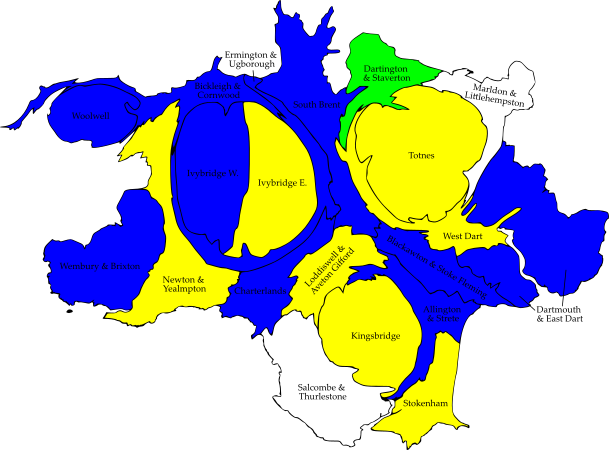 Ermington &
Ugborough
Dartington
& Staverton
Bickleigh &
Cornwood
Marldon &
Littlehempston
South Brent
Woolwell
Totnes
Ivybridge W.
Ivybridge E.
West Dart
Wembury & Brixton
Loddiswell &
Aveton Gifford
Newton &
Yealmpton
Charterlands
Blackawton & Stoke Fleming
Allington
& Strete
Dartmouth
& East Dart
Kingsbridge
Salcombe &
Thurlestone
Stokenham